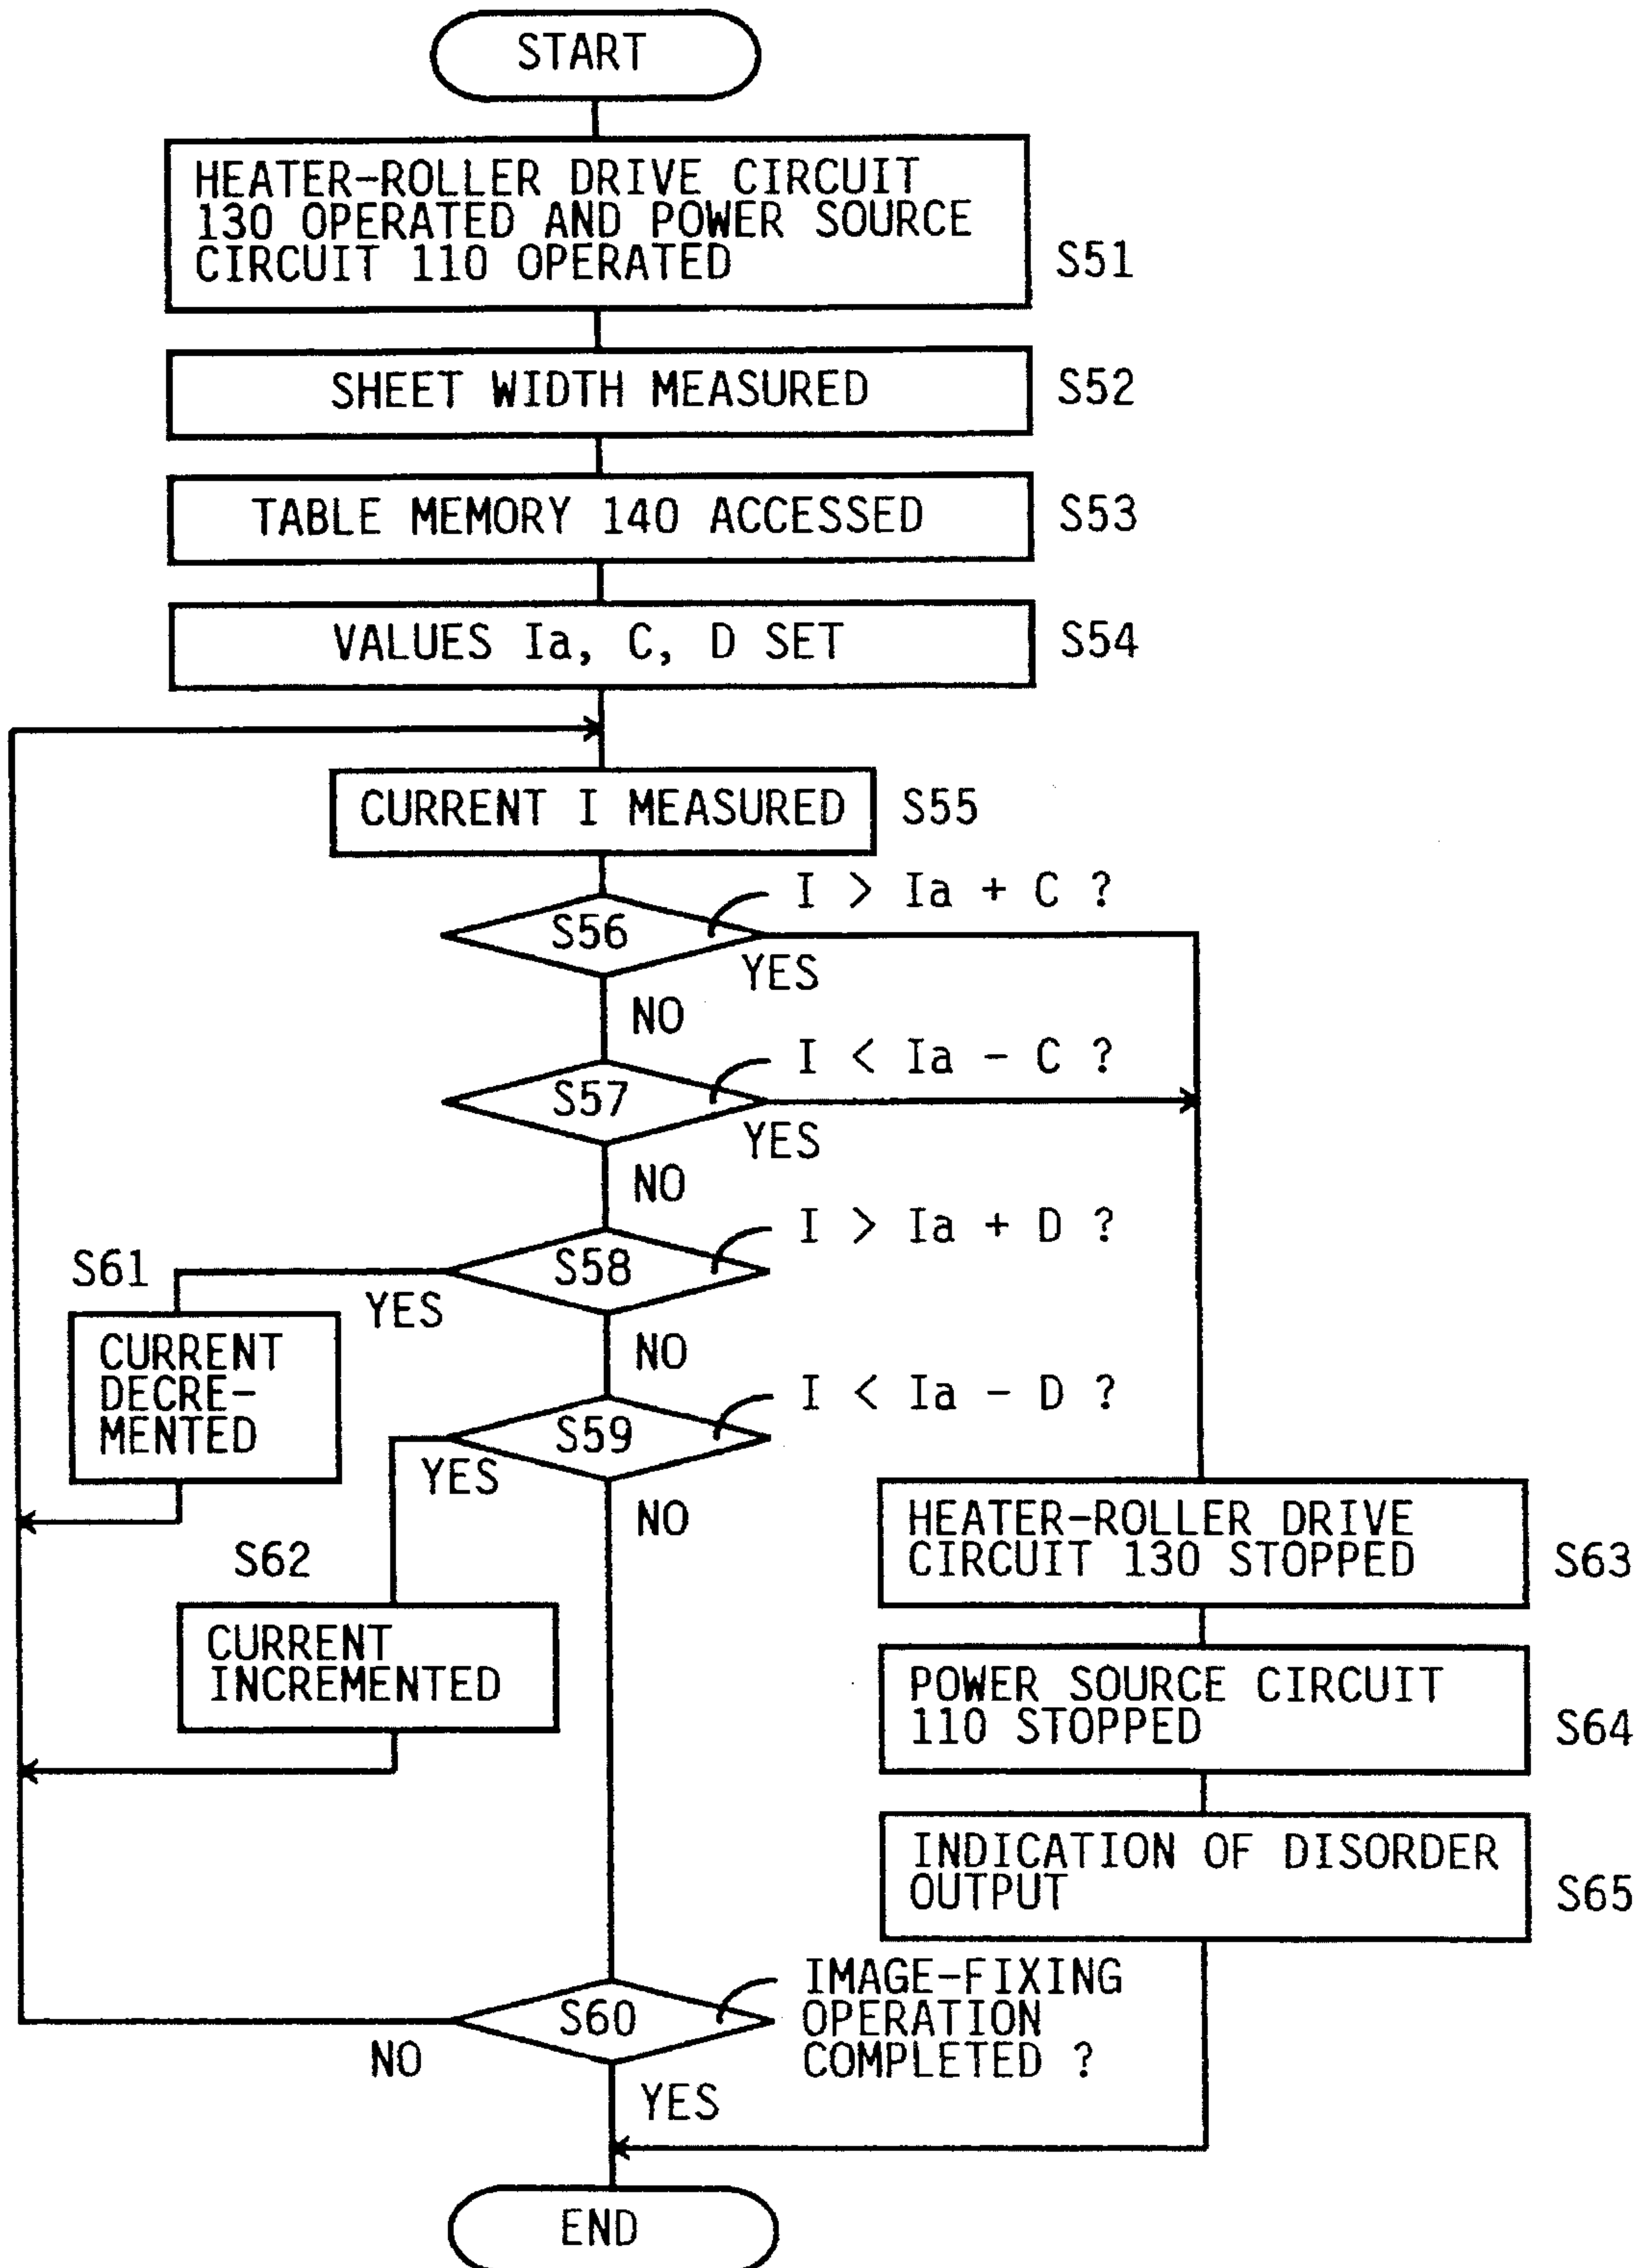 START
HEATER-ROLLER DRIVE CIRCUIT
130 OPERATED AND POWER SOURCE
CIRCUIT 110 OPERATED
S51
SHEET WIDTH MEASURED
S52
TABLE MEMORY 140 ACCESSED
S53
VALUES Ia, C, D SET
S54
CURRENT I MEASURED
S55
I > Ia + C ?
S56
YES
NO
I < Ia - C ?
S57
YES
NO
I > Ia + D ?
S58
S61
YES
CURRENT
DECRE-
MENTED
NO
I < Ia - D ?
S59
YES
NO
S62
CURRENT
INCREMENTED
HEATER-ROLLER DRIVE
CIRCUIT 130 STOPPED
S63
POWER SOURCE CIRCUIT
110 STOPPED
S64
INDICATION OF DISORDER
OUTPUT
S65
IMAGE-FIXING
OPERATION
COMPLETED ?
S60
NO
YES
END